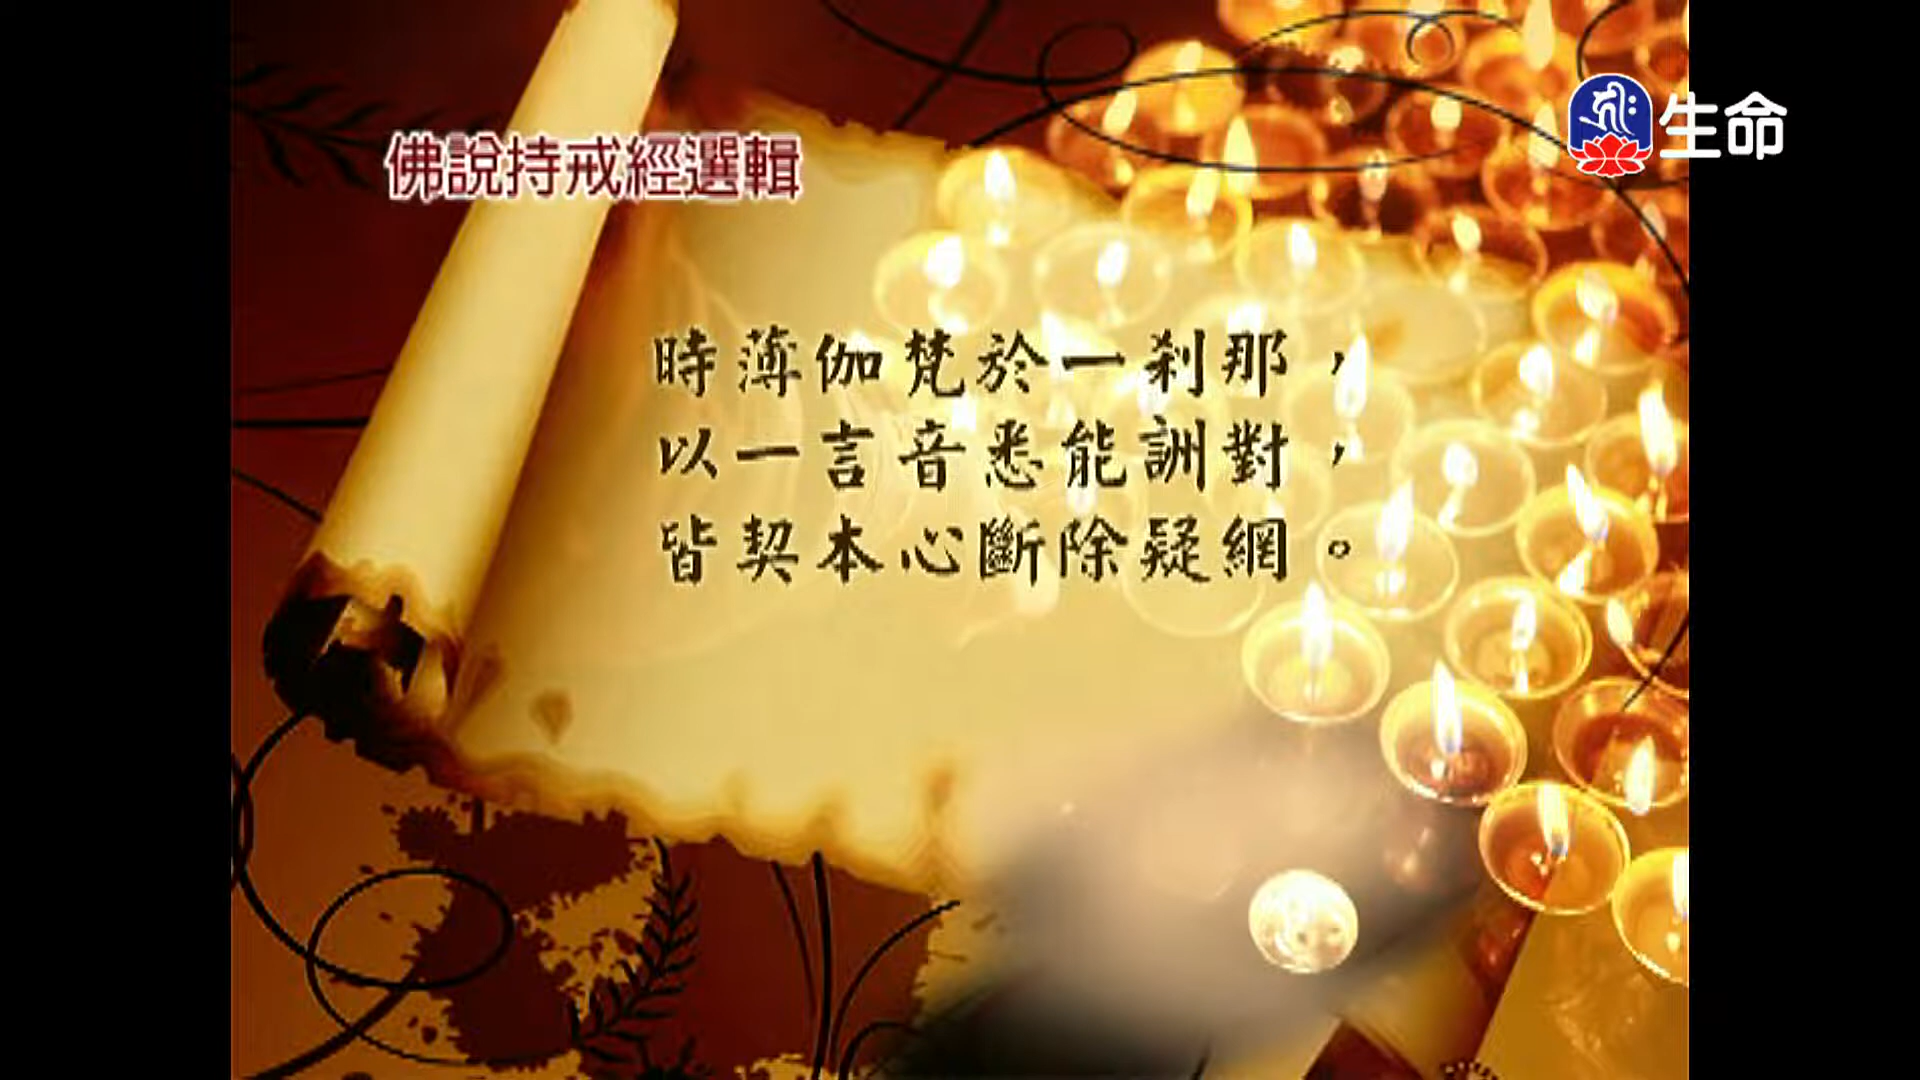 佛說持戒經選輯
生命
時薄伽梵於一剎那，
以一言音悉能詶對，
皆契本心斷除疑網。